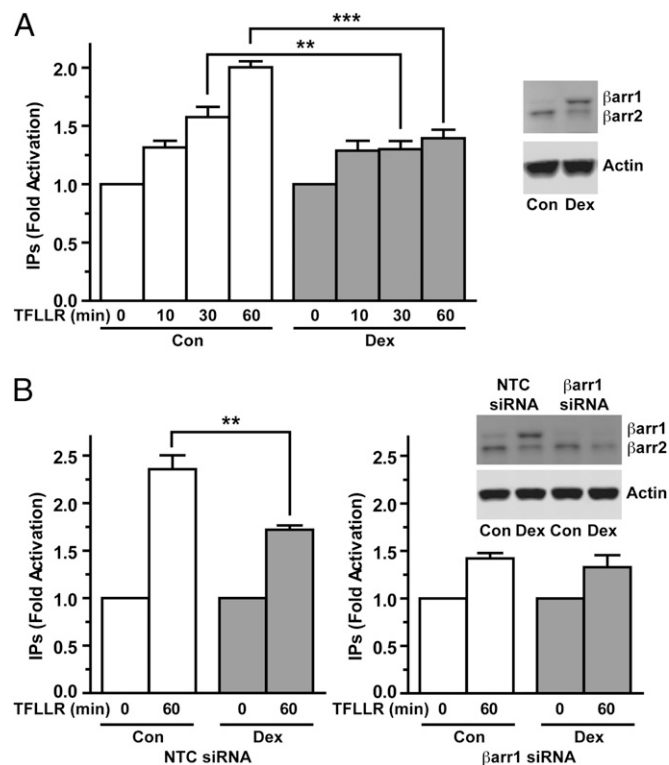 A
***
**
2.0
1.5
1.0
0.5
0.0
IPs (Fold Activation)
TFLLR (min) 0 10 30 60 0 10 30 60
Con Dex
βarr1
βarr2
Actin
Con Dex
B
**
2.5
2.0
1.5
1.0
0.5
0.0
IPs (Fold Activation)
TFLLR (min) 0 60 0 60
Con Dex
NTC siRNA
NTC βarr1
siRNA siRNA
βarr1
βarr2
Actin
Con Dex Con Dex
2.5
2.0
1.5
1.0
0.5
0.0
IPs (Fold Activation)
TFLLR (min) 0 60 0 60
Con Dex
βarr1 siRNA